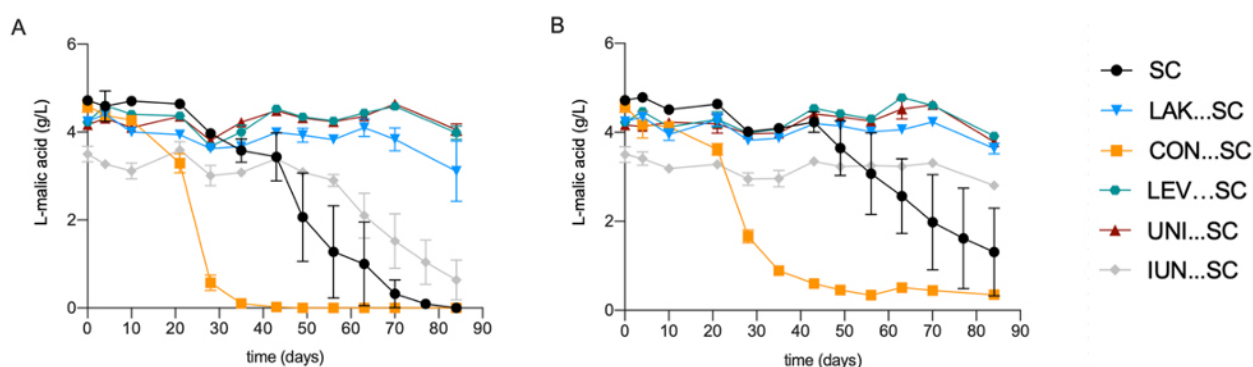 A
L-malic acid (g/L)
6
4
2
0
0 10 20 30 40 50 60 70 80 90
time (days)
B
L-malic acid (g/L)
6
4
2
0
0 10 20 30 40 50 60 70 80 90
time (days)
SC
LAK...SC
CON...SC
LEV...SC
UNI...SC
IUN...SC